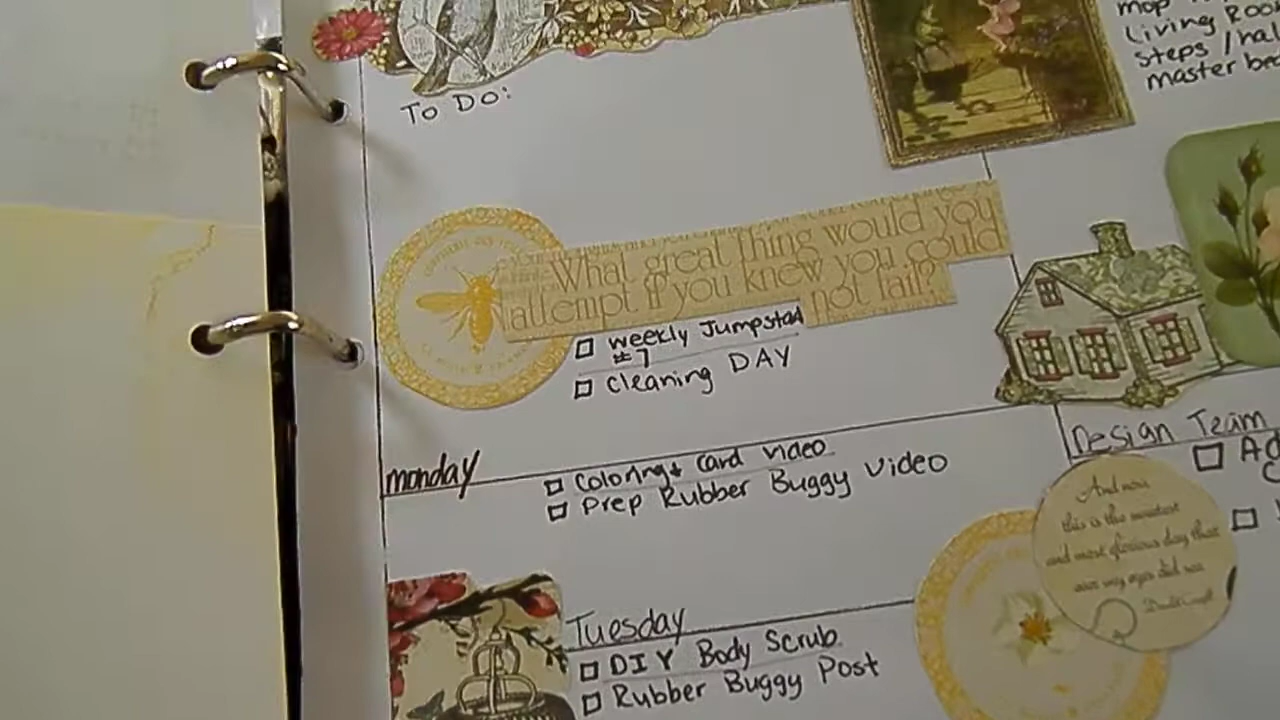 mop
Living Room
steps / hal
master bed
To Do:
What great thing would you
attempt if you knew you could
not fail?
weekly Jumpstart
#7
Cleaning DAY
monday
Coloring + card video
Prep Rubber Buggy Video
Design Team
Ad
And now
this is the sweetest
and most glorious day that
ever my eyes did see
Tuesday
DIY Body Scrub
Rubber Buggy Post